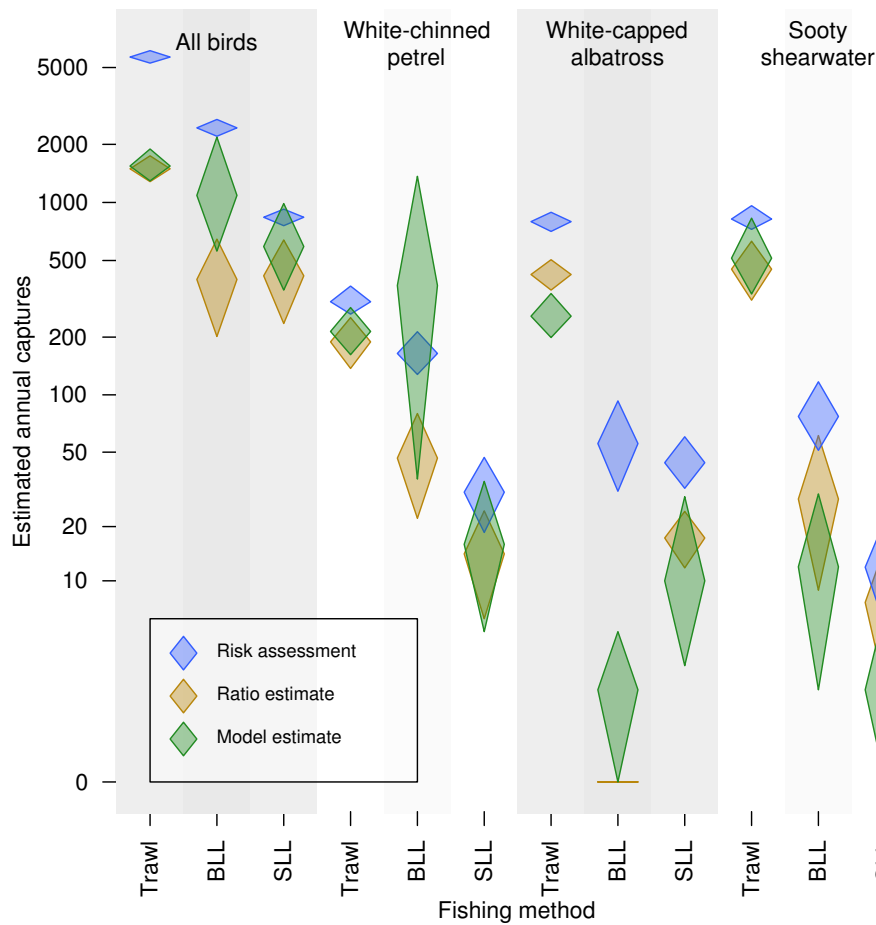 All birds
White-chinned
petrel
White-capped
albatross
Sooty
shearwater
Estimated annual captures
5000
2000
1000
500
200
100
50
20
10
0
Risk assessment
Ratio estimate
Model estimate
Trawl
BLL
SLL
Trawl
BLL
SLL
Trawl
BLL
SLL
Trawl
BLL
Fishing method